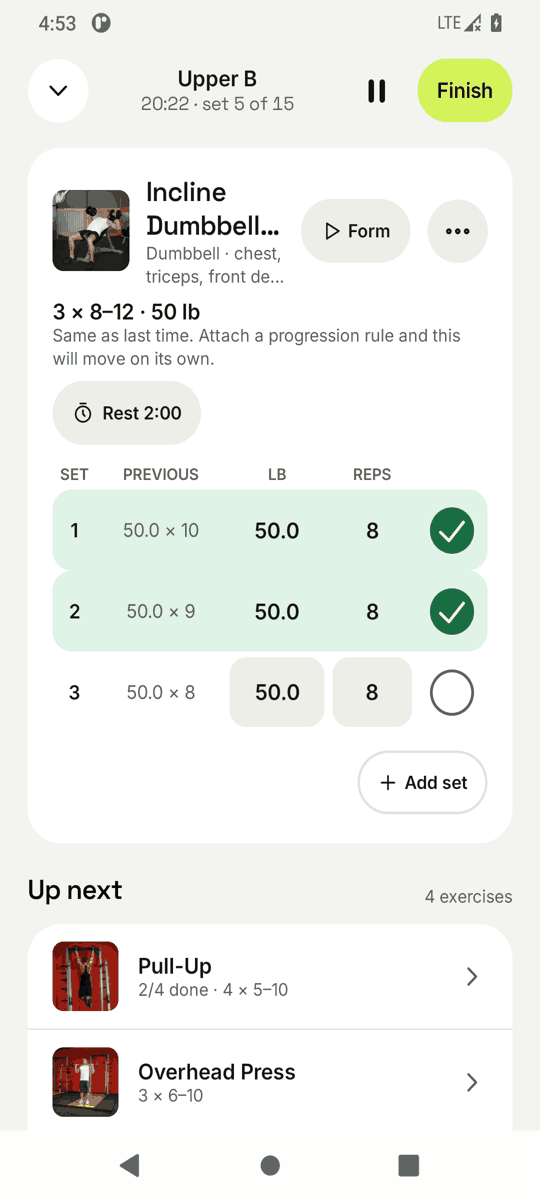 4:53
LTE
Upper B
20:22 · set 5 of 15
Finish
Incline
Dumbbell...
Dumbbell · chest,
triceps, front de...
Form
3 × 8–12 · 50 lb
Same as last time. Attach a progression rule and this
will move on its own.
Rest 2:00
SET PREVIOUS LB REPS
1 50.0 × 10 50.0 8
2 50.0 × 9 50.0 8
3 50.0 × 8 50.0 8
+ Add set
Up next
4 exercises
Pull-Up
2/4 done · 4 × 5–10
Overhead Press
3 × 6–10